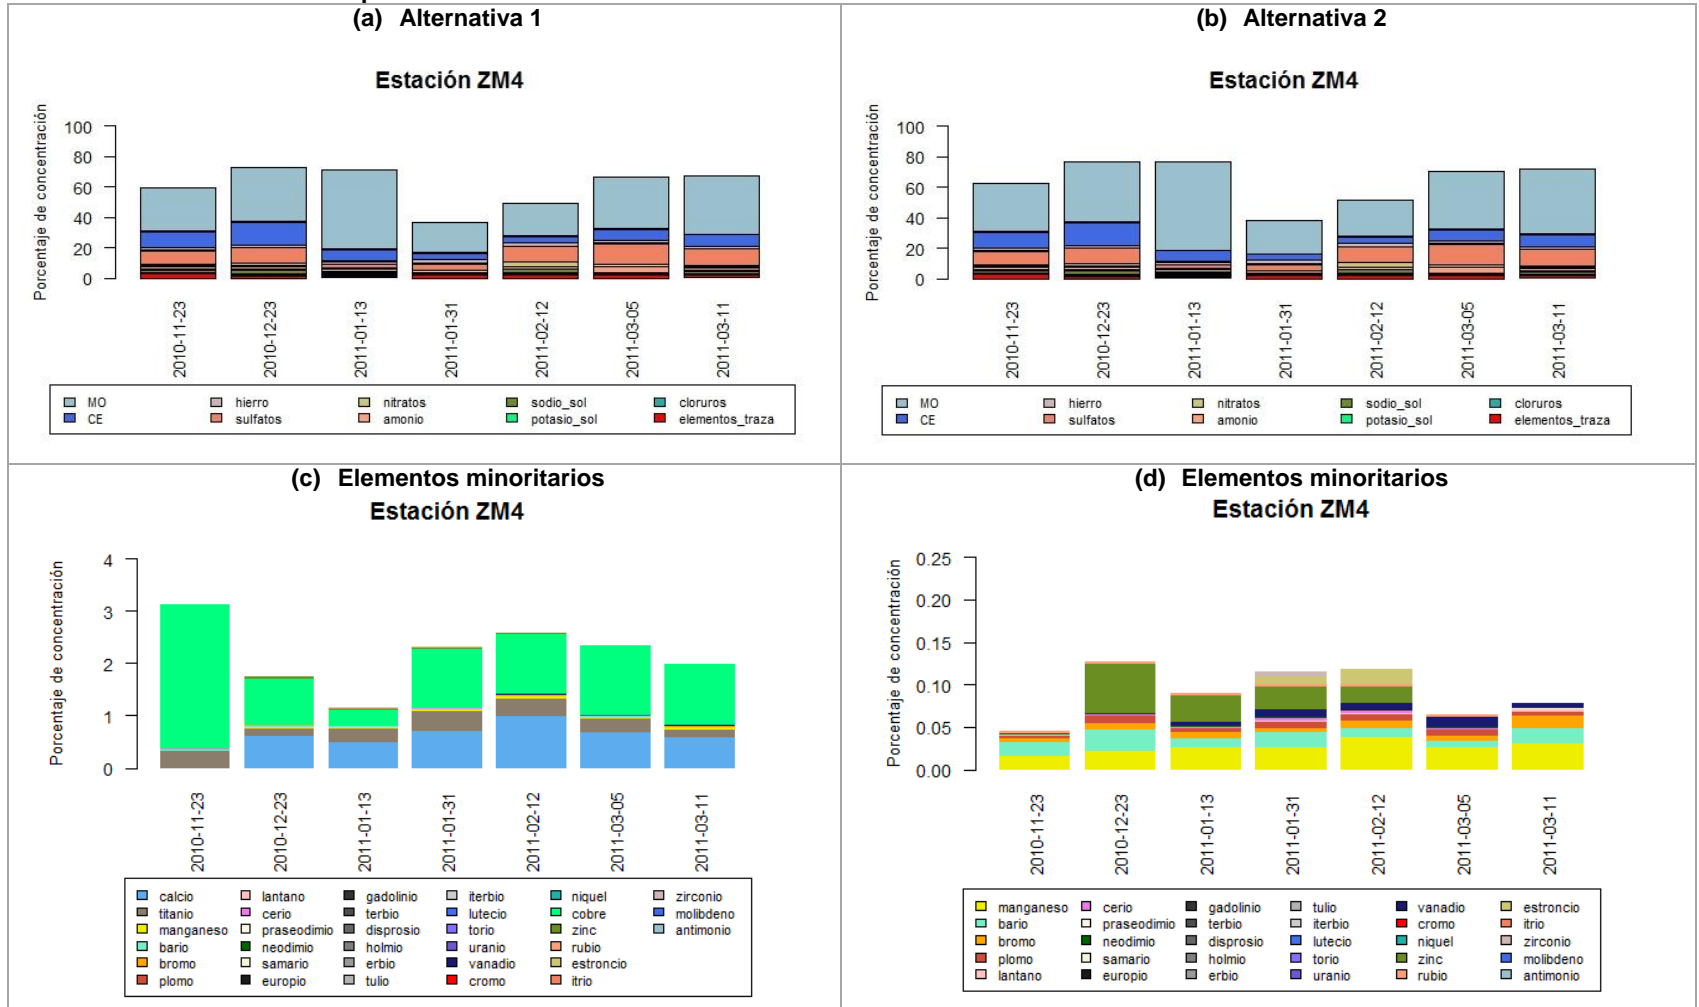 (a) Alternativa 1
Estación ZM4
Porcentaje de concentración
100
80
60
40
20
0
2010-11-23
2010-12-23
2011-01-13
2011-01-31
2011-02-12
2011-03-05
2011-03-11
MO hierro nitratos sodio_sol cloruros
CE sulfatos amonio potasio_sol elementos_traza
(b) Alternativa 2
Estación ZM4
Porcentaje de concentración
100
80
60
40
20
0
2010-11-23
2010-12-23
2011-01-13
2011-01-31
2011-02-12
2011-03-05
2011-03-11
MO hierro nitratos sodio_sol cloruros
CE sulfatos amonio potasio_sol elementos_traza
(c) Elementos minoritarios
Estación ZM4
Porcentaje de concentración
4
3
2
1
0
2010-11-23
2010-12-23
2011-01-13
2011-01-31
2011-02-12
2011-03-05
2011-03-11
calcio lantano gadolinio iterbio niquel zirconio
titanio cerio terbio lutecio cobre molibdeno
manganeso praseodimio disprosio torio zinc antimonio
bario neodimio holmio uranio rubio
bromo samario erbio vanadio estroncio
plomo europio tulio cromo itrio
(d) Elementos minoritarios
Estación ZM4
Porcentaje de concentración
0.25
0.20
0.15
0.10
0.05
0.00
2010-11-23
2010-12-23
2011-01-13
2011-01-31
2011-02-12
2011-03-05
2011-03-11
manganeso cerio gadolinio tulio vanadio estroncio
bario praseodimio terbio iterbio cromo itrio
bromo neodimio disprosio lutecio niquel zirconio
plomo samario holmio torio zinc molibdeno
lantano europio erbio uranio rubio antimonio